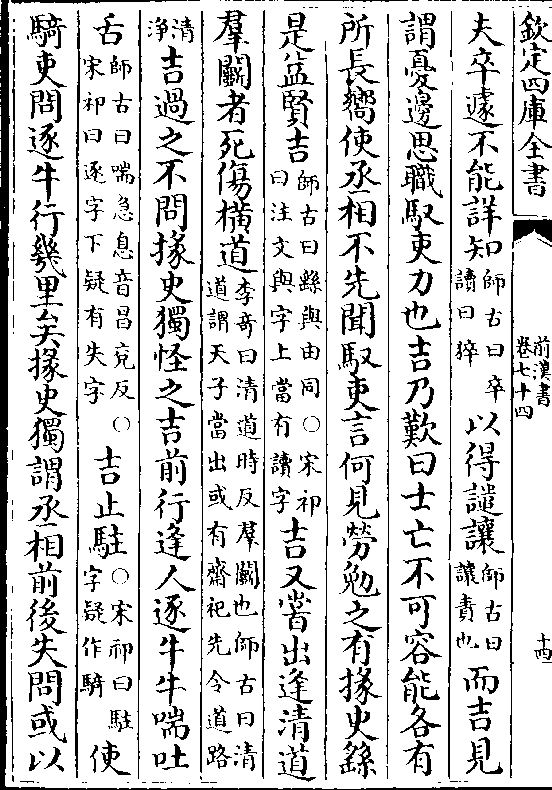 欽定四庫全書
前漢書
卷七十四
十四
夫卒遽不能詳知師古曰卒讀曰猝以得譴讓師古曰讓責也而吉見
謂憂邊思職馭吏力也吉乃歎曰士亡不可容能各有
所長嚮使丞相不先聞馭吏言何見勞勉之有掾史繇
是益賢吉師古曰繇與由同○宋祁曰注文與字上當有讀字吉又嘗出逢清道
羣鬬者死傷橫道李奇曰清道時反羣鬬也師古曰清道謂天子當出或有齋祀先令道路
清淨吉過之不問掾史獨怪之吉前行逢人逐牛牛喘吐
舌師古曰喘急息音昌兗反○宋祁曰逐字下疑有失字吉止駐○宋祁曰駐字疑作騎使
騎吏問逐牛行幾里矣掾史獨謂丞相前後失問或以